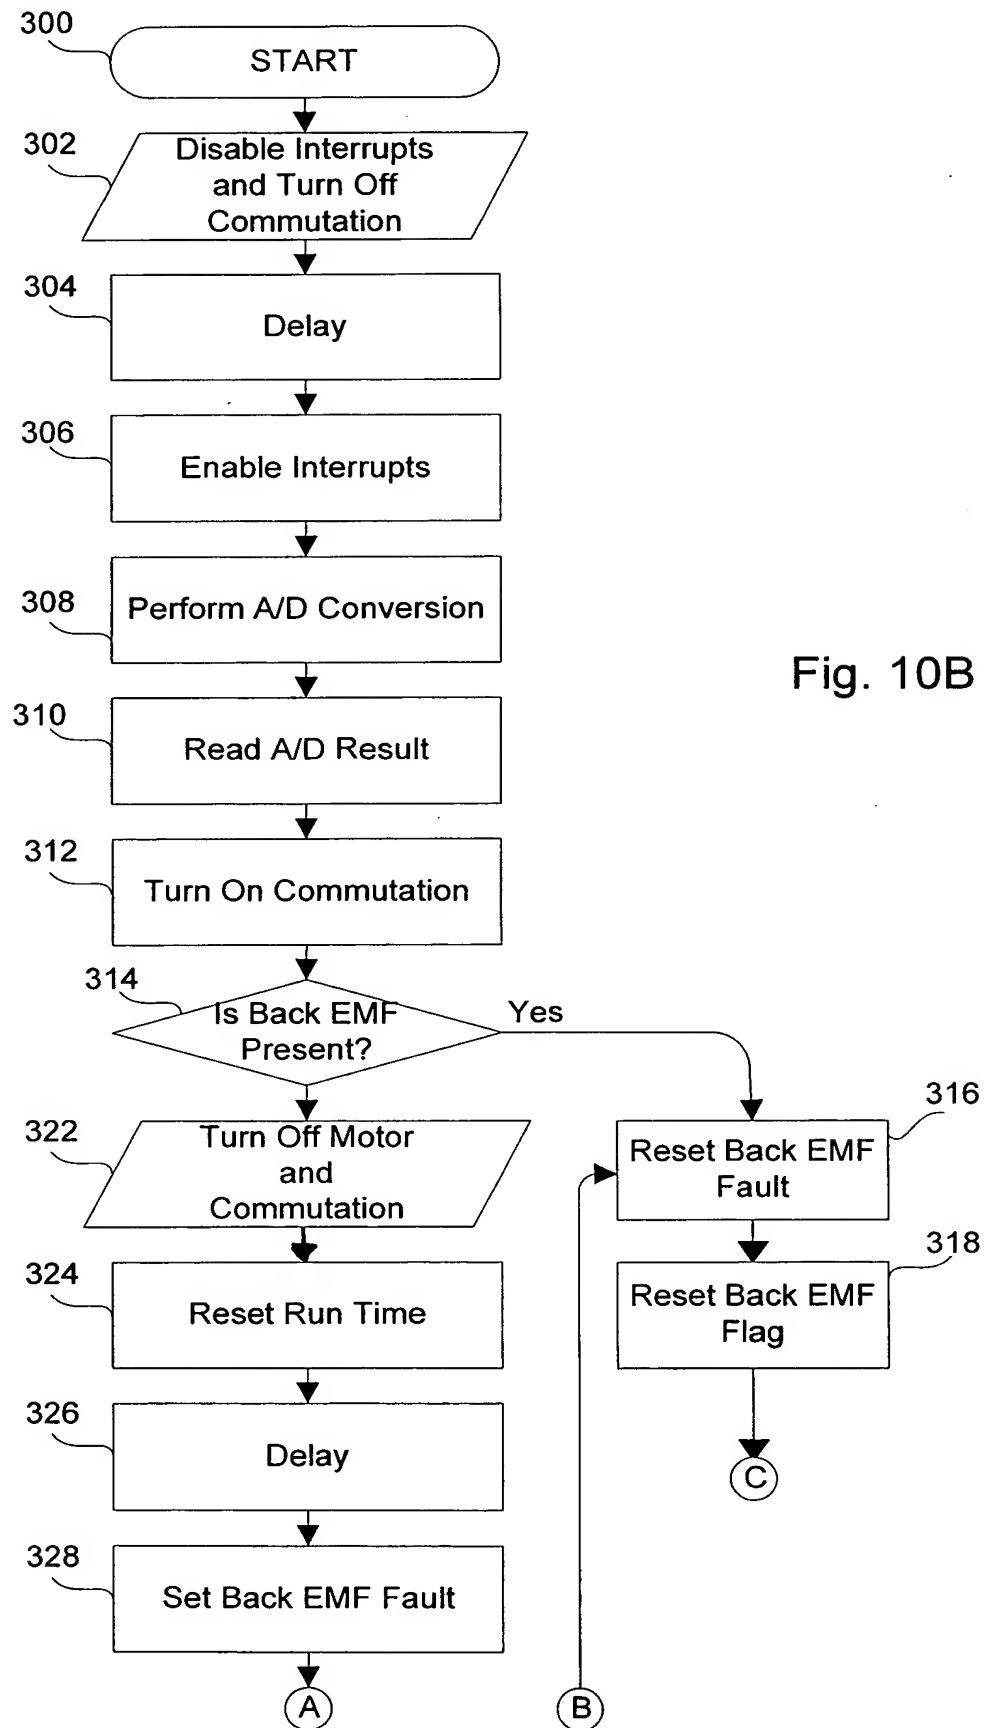 300
START
302
Disable Interrupts
and Turn Off
Commutation
304
Delay
306
Enable Interrupts
308
Perform A/D Conversion
Fig. 10B
310
Read A/D Result
312
Turn On Commutation
314
Is Back EMF
Present?
Yes
316
Reset Back EMF
Fault
322
Turn Off Motor
and
Commutation
318
Reset Back EMF
Flag
324
Reset Run Time
326
Delay
C
328
Set Back EMF Fault
A
B